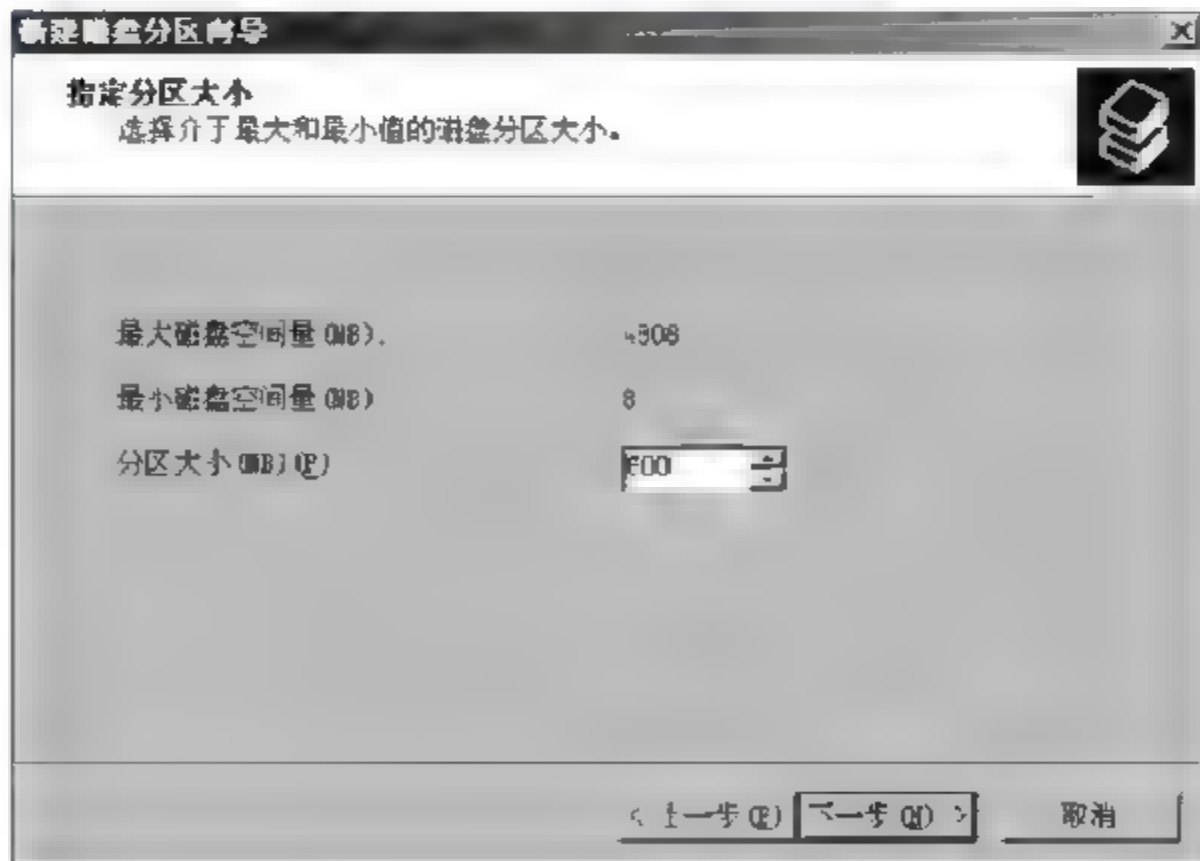 新建磁盘分区向导
指定分区大小
选择介于最大和最小值的磁盘分区大小。
最大磁盘空间量(MB):
最小磁盘空间量(MB)
8
分区大小(MB)(P)
< 上一步(B)
下一步(N) >
取消